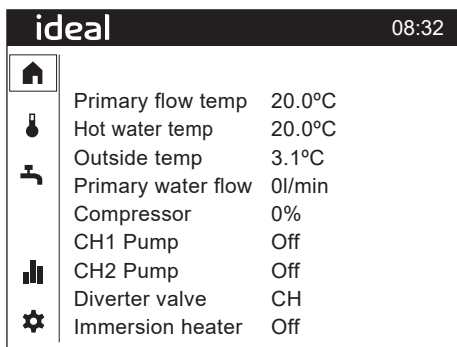 ideal 08:32
Primary flow temp 20.0ºC
Hot water temp 20.0ºC
Outside temp 3.1ºC
Primary water flow 0l/min
Compressor 0%
CH1 Pump Off
CH2 Pump Off
Diverter valve CH
Immersion heater Off